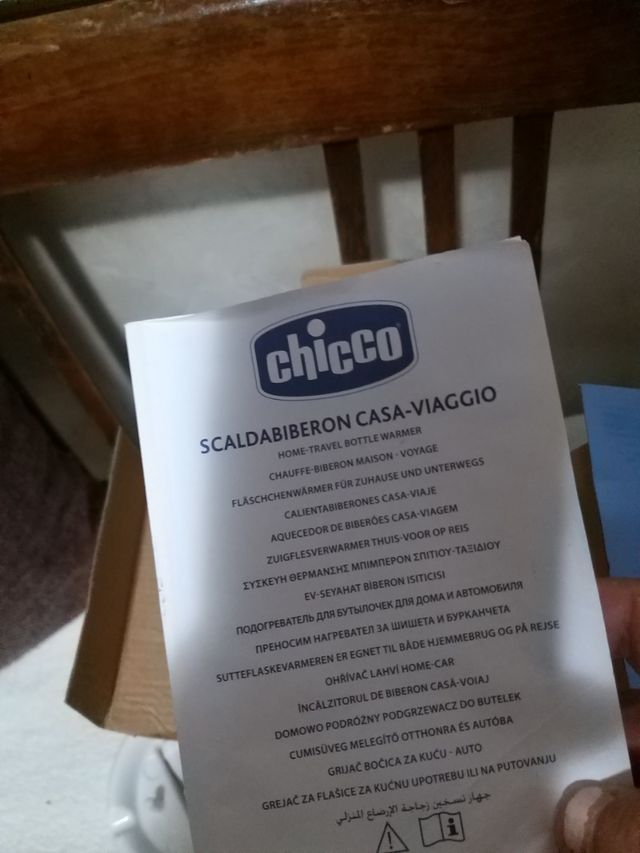 chicco
SCALDABIBERON CASA-VIAGGIO
HOME-TRAVEL BOTTLE WARMER
CHAUFFE-BIBERON MAISON - VOYAGE
FLÄSCHCHENWÄRMER FÜR ZUHAUSE UND UNTERWEGS
CALIENTABIBERONES CASA-VIAJE
AQUECEDOR DE BIBERÕES CASA-VIAGEM
ZUIGFLESVERWARMER THUIS-VOOR OP REIS
ΣΥΣΚΕΥΗ ΘΕΡΜΑΝΣΗΣ ΜΠΙΜΠΕΡΟΝ ΣΠΙΤΙΟΥ-ΤΑΞΙΔΙΟΥ
EV-SEYAHAT BİBERON ISITICISI
ПОДОГРЕВАТЕЛЬ ДЛЯ БУТЫЛОЧЕК ДЛЯ ДОМА И АВТОМОБИЛЯ
ПРЕНОСИМ НАГРЕВАТЕЛ ЗА ШИШЕТА И БУРКАНЧЕТА
SUTTEFLASKEVARMEREN ER EGNET TIL BÅDE HJEMMEBRUG OG PÅ REJSE
OHŘÍVAČ LAHVÍ HOME-CAR
ÎNCĂLZITORUL DE BIBERON CASĂ-VOIAJ
DOMOWO PODRÓŻNY PODGRZEWACZ DO BUTELEK
CUMISÜVEG MELEGÍTŐ OTTHONRA ÉS AUTÓBA
GRIJAČ BOČICA ZA KUĆU - AUTO
GREJAČ ZA FLAŠICE ZA KUĆNU UPOTREBU ILI NA PUTOVANJU
جهاز تسخين زجاجة الإرضاع المنزلي